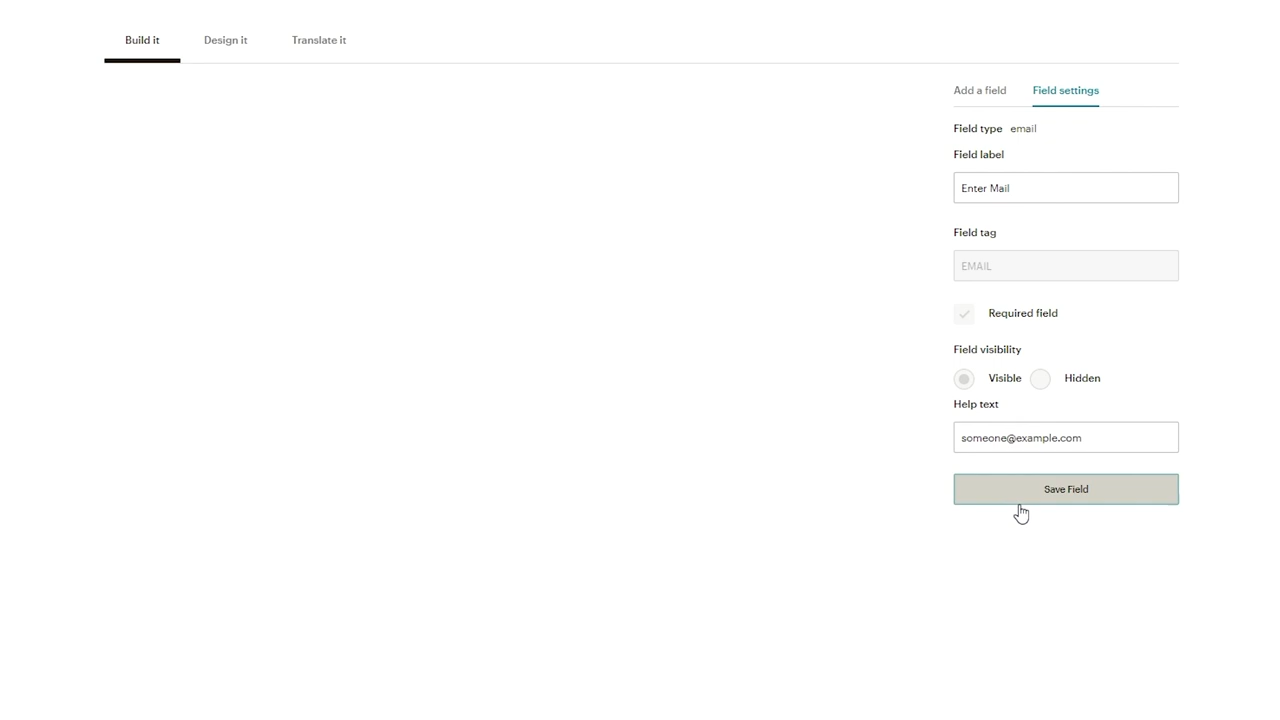 Build it
Design it
Translate it
Add a field
Field settings
Field type email
Field label
Enter Mail
Field tag
EMAIL
Required field
Field visibility
Visible
Hidden
Help text
someone@example.com
Save Field